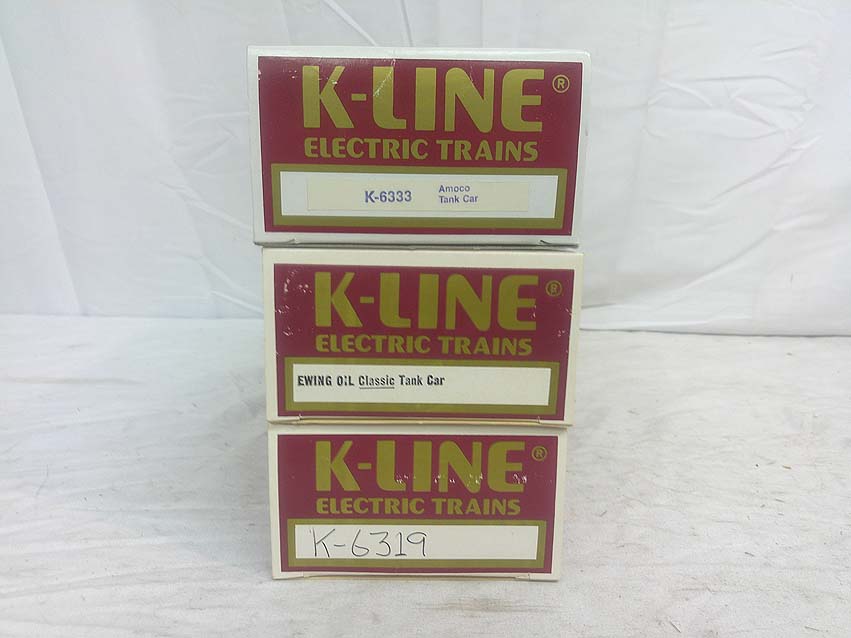 K-LINE®
ELECTRIC TRAINS
K-6333 Amoco
Tank Car
K-LINE®
ELECTRIC TRAINS
EWING OIL Classic Tank Car
K-LINE®
ELECTRIC TRAINS
K-6319